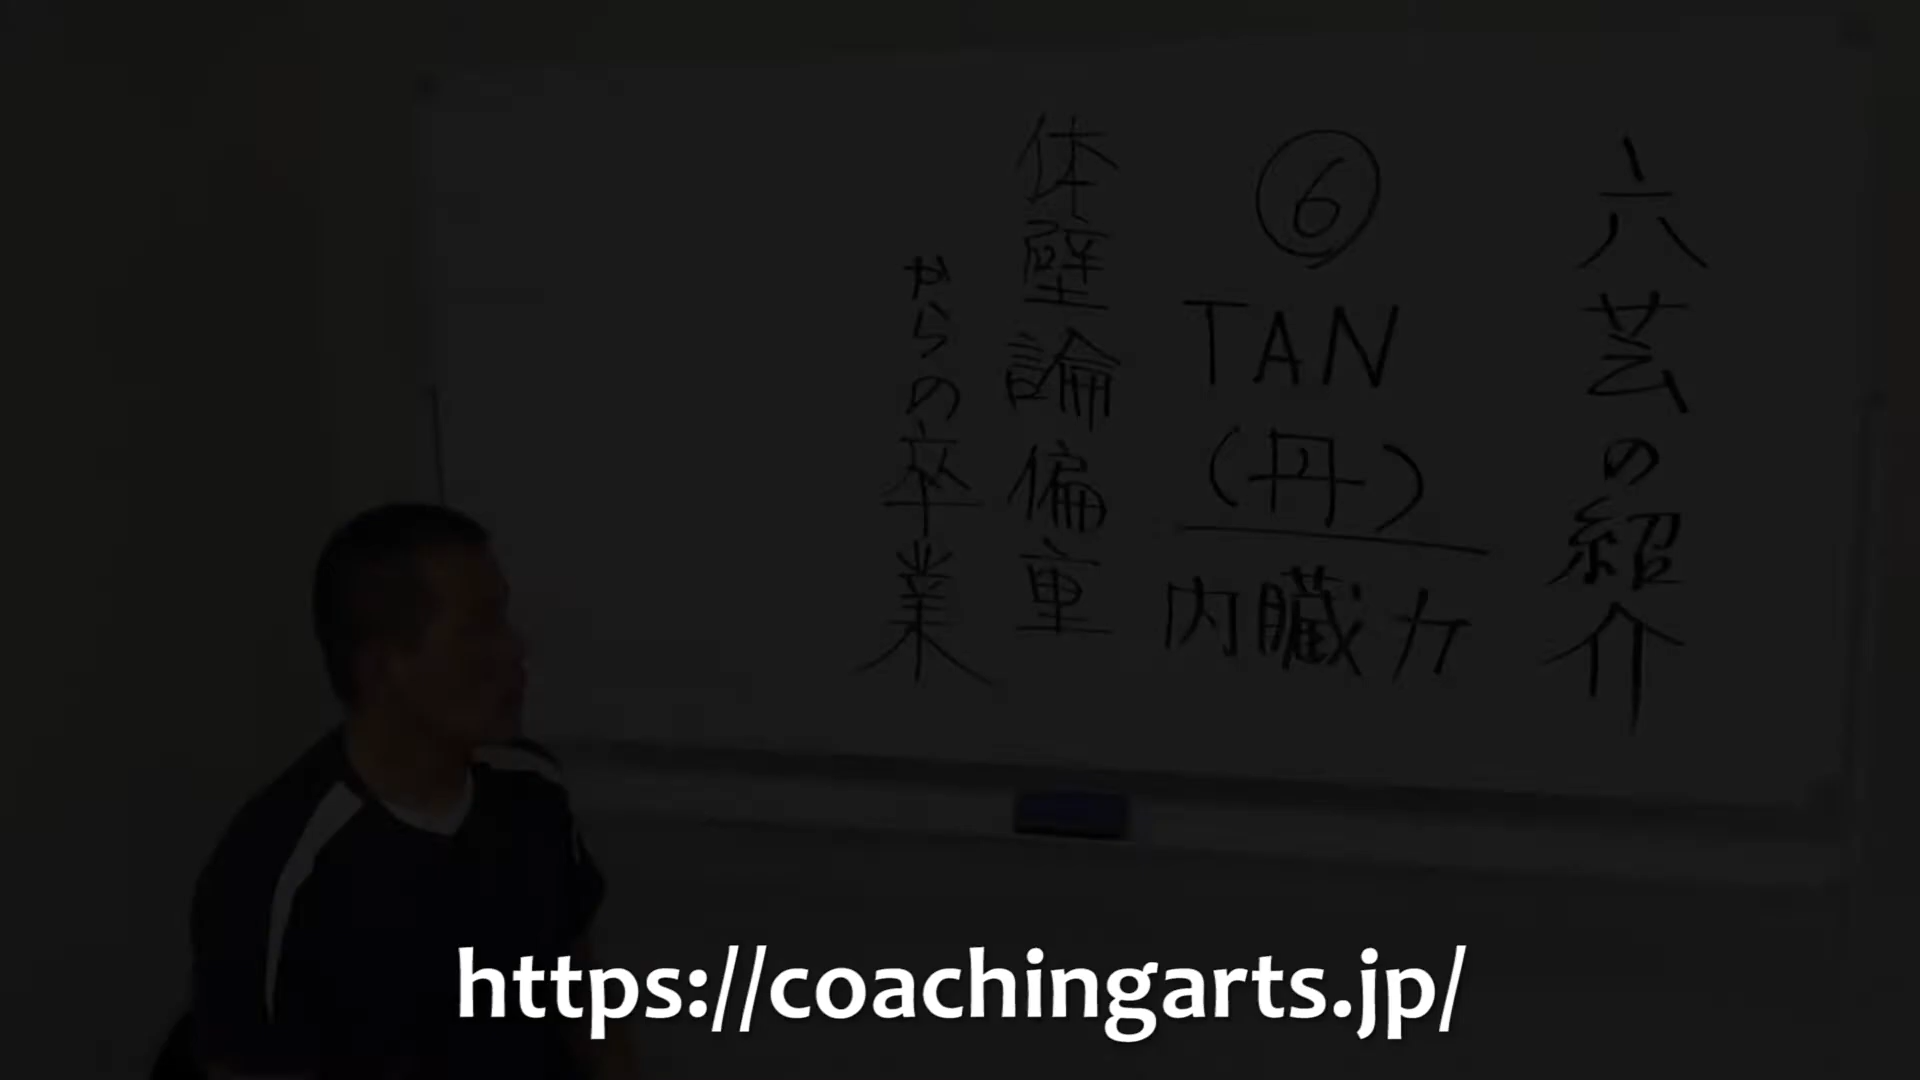 六芸の紹介
⑥
TAN
(丹)
内臓力
体壁論偏重
からの卒業
https://coachingarts.jp/